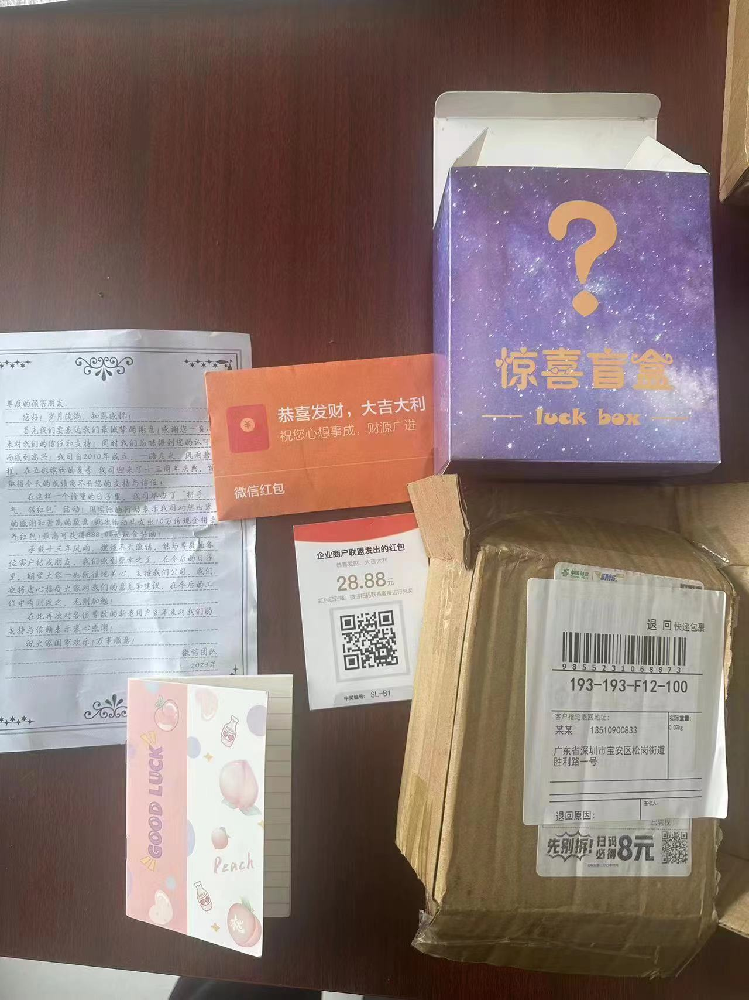 ?
惊喜盲盒
luck box
尊敬的顾客朋友：
您好！岁月流淌，知恩感怀！
首先我们要表达我们最诚挚的谢意！感谢您一直
来对我们的信任和支持！同时我们为能得到您的认可
而感到高兴！我司自2010年成立，一路走来，风雨兼
程，在五彩缤纷的夏季，我司迎来了十三周年庆典，能
取得今天的成绩离不开您的支持与信任！
在这样一个隆重的日子里，我司举办了“拼手
气，领红包”活动！用实际的行动表示我司对您由衷
的感谢和崇高的敬意！此次活动共发出10万份现金拼手
气红包！最高可获得888.88元现金奖励！
承载十三年风雨，燃烧不灭激情，能与尊敬的各
位客户结成朋友，我们感到荣幸之至，在今后的日子
里，期望大家一如既往地关心，支持我们公司，我们
也将虚心接受大家对我们的意见和建议，在今后的工
作中有则改之，无则加勉！
在此再次对各位尊敬的新老用户多年来对我们的
支持与信赖表示衷心感谢！
祝大家阖家欢乐！万事顺意！
微信团队
2023年
恭喜发财，大吉大利
祝您心想事成，财源广进
微信红包
企业商户联盟发出的红包
恭喜发财、大吉大利
28.88元
红包已到账，微信扫码联系客服进行兑奖
中奖编号： SL-B1
GOOD LUCK
MILK
Peach
MILK
桃
中国邮政
CHINA POST
EMS
退 回 快递包裹
9855231068873
193-193-F12-100
客户指定退回地址：
实际重量：
某某 13510900833
0.02kg
广东省深圳市宝安区松岗街道
胜利路一号
签收人：
退回原因：
已验视
先别拆！扫码必得8元